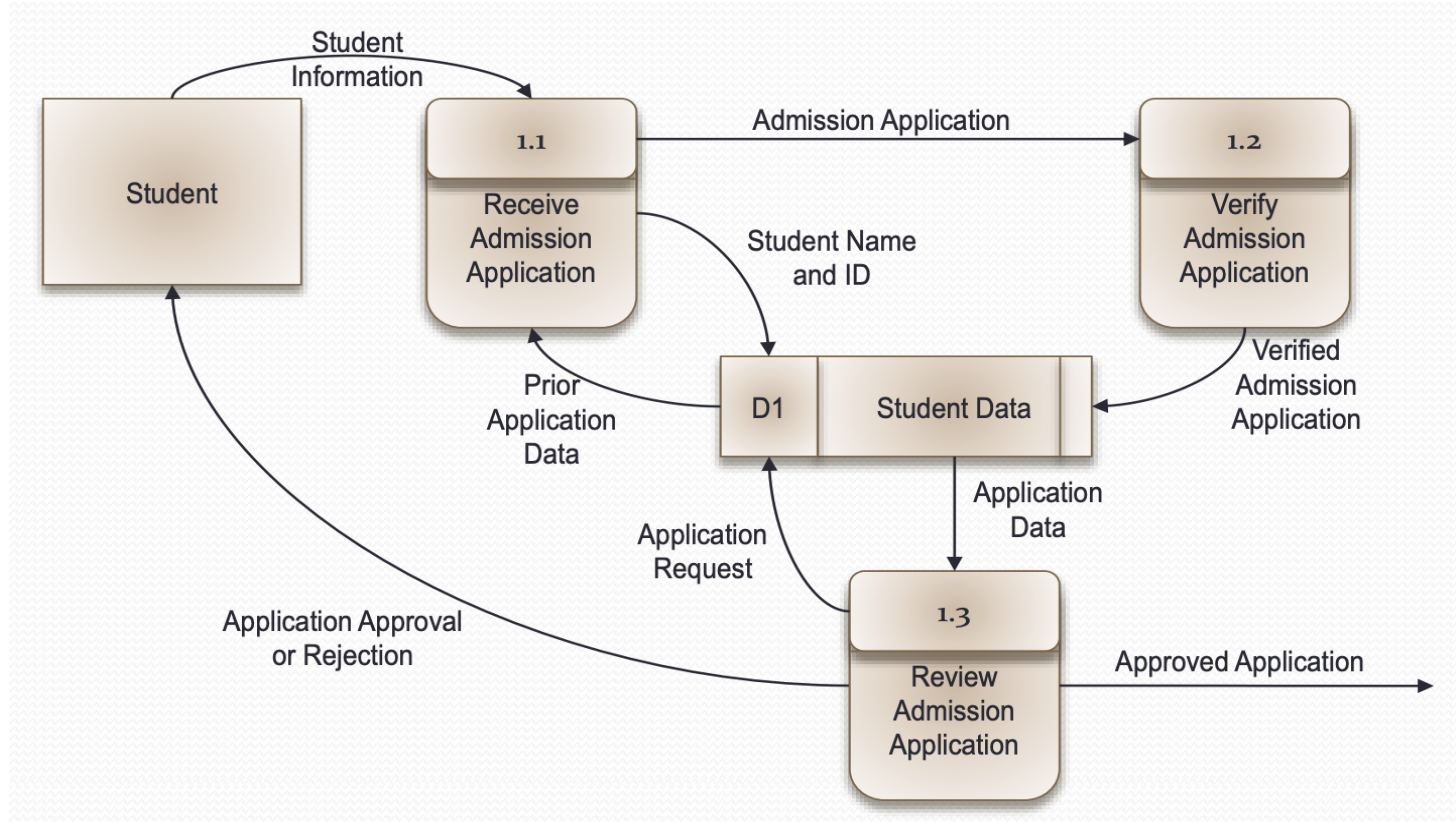 Student
Information
Student
1.1
Receive
Admission
Application
Admission Application
1.2
Verify
Admission
Application
Student Name
and ID
Prior
Application
Data
D1
Student Data
Verified
Admission
Application
Application
Request
Application
Data
1.3
Review
Admission
Application
Application Approval
or Rejection
Approved Application